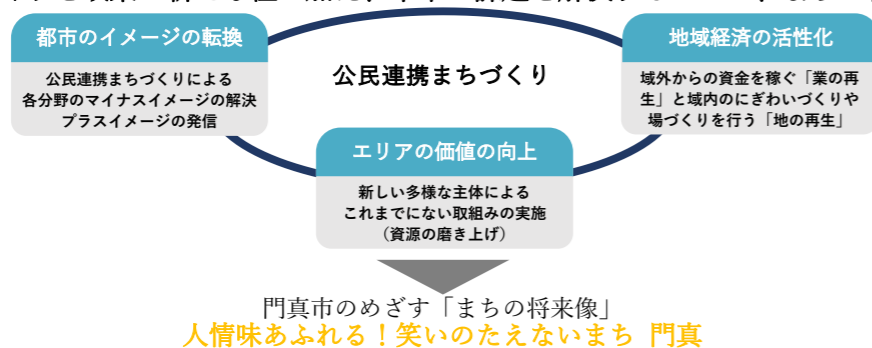 都市のイメージの転換
公民連携まちづくりによる
各分野のマイナスイメージの解決
プラスイメージの発信
公民連携まちづくり
地域経済の活性化
域外からの資金を稼ぐ「業の再
生」と域内のにぎわいづくりや
場づくりを行う「地の再生」
エリアの価値の向上
新しい多様な主体による
これまでにない取組みの実施
(資源の磨き上げ)
門真市のめざす「まちの将来像」
人情味あふれる!笑いのたえないまち 門真